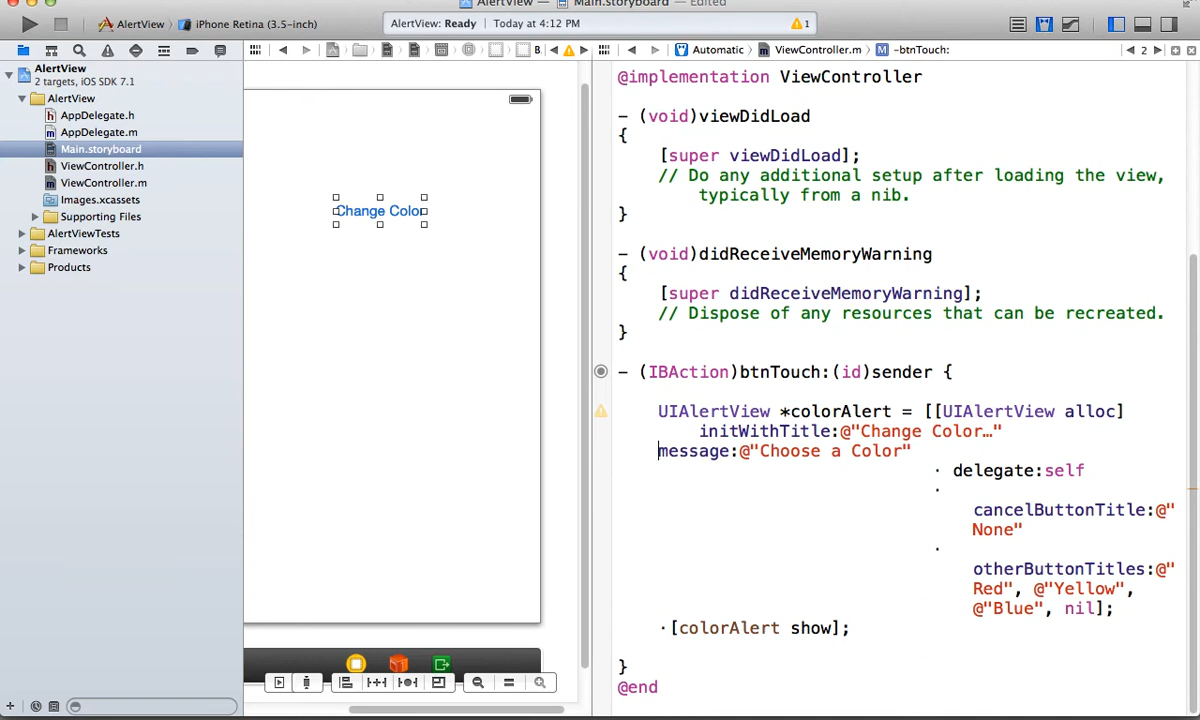 AlertView
Main.storyboard
Edited
AlertView
iPhone Retina (3.5-inch)
AlertView: Ready
Today at 4:12 PM
1
B
Automatic
ViewController.m
M
-btnTouch:
2
AlertView
2 targets, iOS SDK 7.1
AlertView
h AppDelegate.h
m AppDelegate.m
Main.storyboard
h ViewController.h
m ViewController.m
Images.xcassets
Supporting Files
AlertViewTests
Frameworks
Products
Change Color
@implementation ViewController
- (void)viewDidLoad
{
[super viewDidLoad];
// Do any additional setup after loading the view,
typically from a nib.
}
- (void)didReceiveMemoryWarning
{
[super didReceiveMemoryWarning];
// Dispose of any resources that can be recreated.
}
- (IBAction)btnTouch:(id)sender {
UIAlertView *colorAlert = [[UIAlertView alloc]
initWithTitle:@"Change Color…"
message:@"Choose a Color"
· delegate:self
·
cancelButtonTitle:@"
None"
·
otherButtonTitles:@"
Red", @"Yellow",
@"Blue", nil];
·[colorAlert show];
}
@end